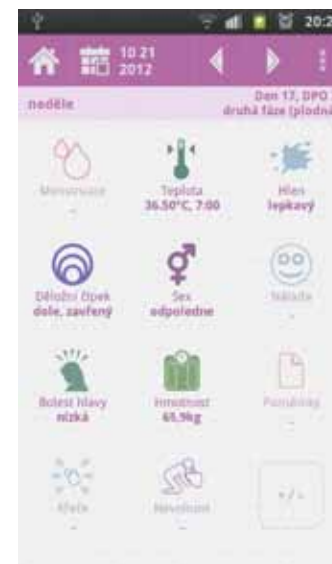 20:2
10 21
2012
neděle
Den 17, DPO
druhá fáze (plodná
Menstruace
-
Teplota
36.50°C, 7:00
Hlen
lepkavý
Děložní čípek
dole, zavřený
Sex
odpoledne
Nálada
-
Bolest hlavy
nízká
Hmotnost
65,9kg
Poznámky
-
Křeče
-
Nevolnost
-
+/-